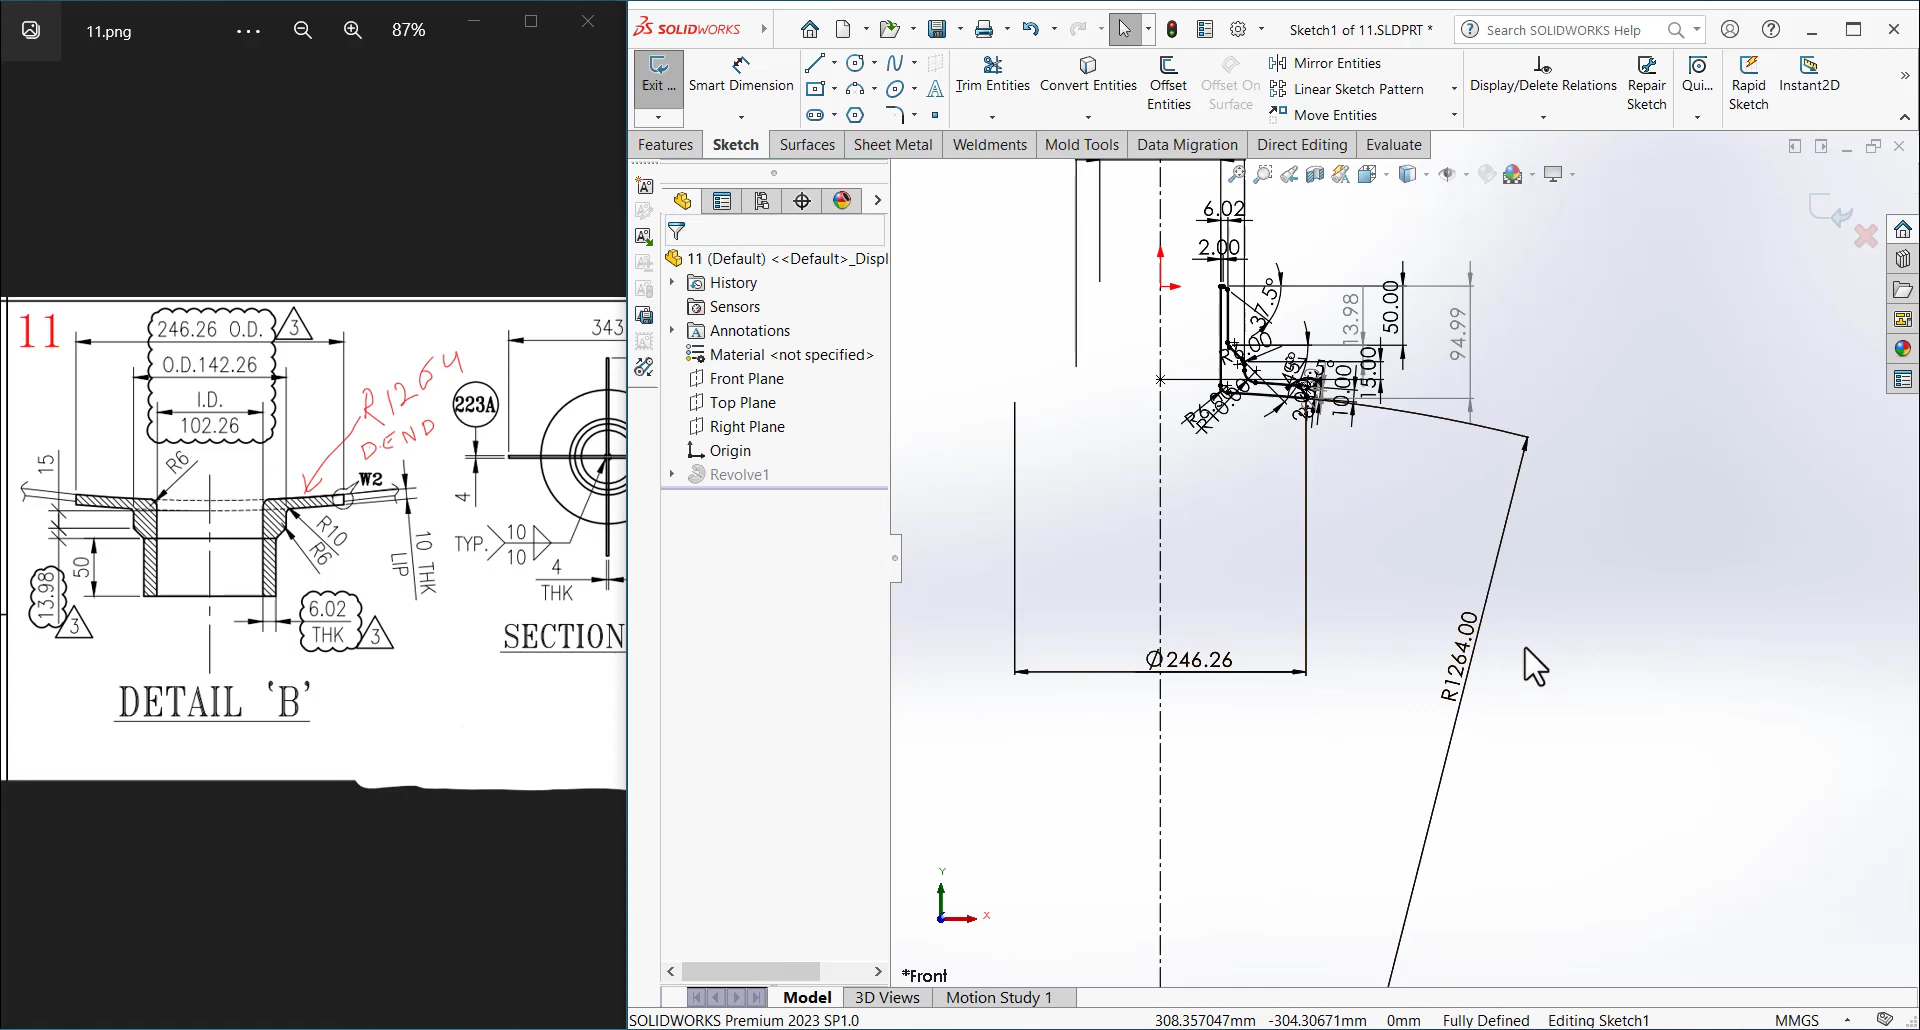 11.png
87%
11
246.26 O.D.
3
O.D.142.26
I.D.
102.26
R1264
DEND
R6
15
W2
R10
R6
10 THK
LIP
50
13.98
3
6.02
THK
3
DETAIL 'B'
343
223A
4
TYP.
10
10
4
THK
SECTION
SOLIDWORKS
Sketch1 of 11.SLDPRT *
Search SOLIDWORKS Help
Exit ...
Smart Dimension
Trim Entities
Convert Entities
Offset
Entities
Offset On
Surface
Mirror Entities
Linear Sketch Pattern
Move Entities
Display/Delete Relations
Repair
Sketch
Qui...
Rapid
Sketch
Instant2D
Features
Sketch
Surfaces
Sheet Metal
Weldments
Mold Tools
Data Migration
Direct Editing
Evaluate
11 (Default) <<Default>_Displ
History
Sensors
Annotations
Material <not specified>
Front Plane
Top Plane
Right Plane
Origin
Revolve1
6.02
2.00
37.5°
13.98
50.00
94.99
15.00
10.00
∅246.26
R1264.00
Y
X
*Front
Model
3D Views
Motion Study 1
SOLIDWORKS Premium 2023 SP1.0
308.357047mm
-304.30671mm
0mm
Fully Defined
Editing Sketch1
MMGS